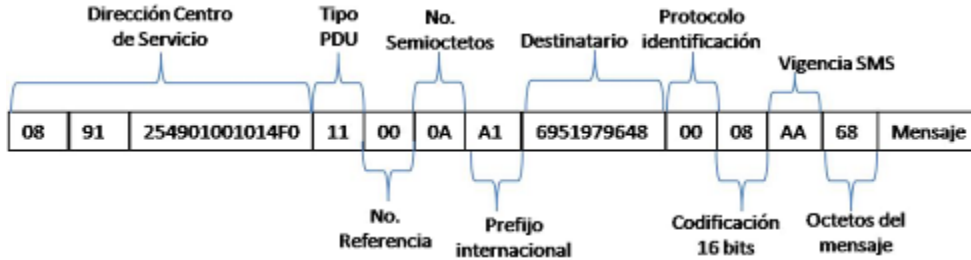 Dirección Centro
de Servicio
Tipo
PDU
No.
Semioctetos
Destinatario
Protocolo
identificación
Vigencia SMS
08 91 254901001014F0 11 00 0A A1 6951979648 00 08 AA 68 Mensaje
No.
Referencia
Prefijo
internacional
Codificación
16 bits
Octetos del
mensaje